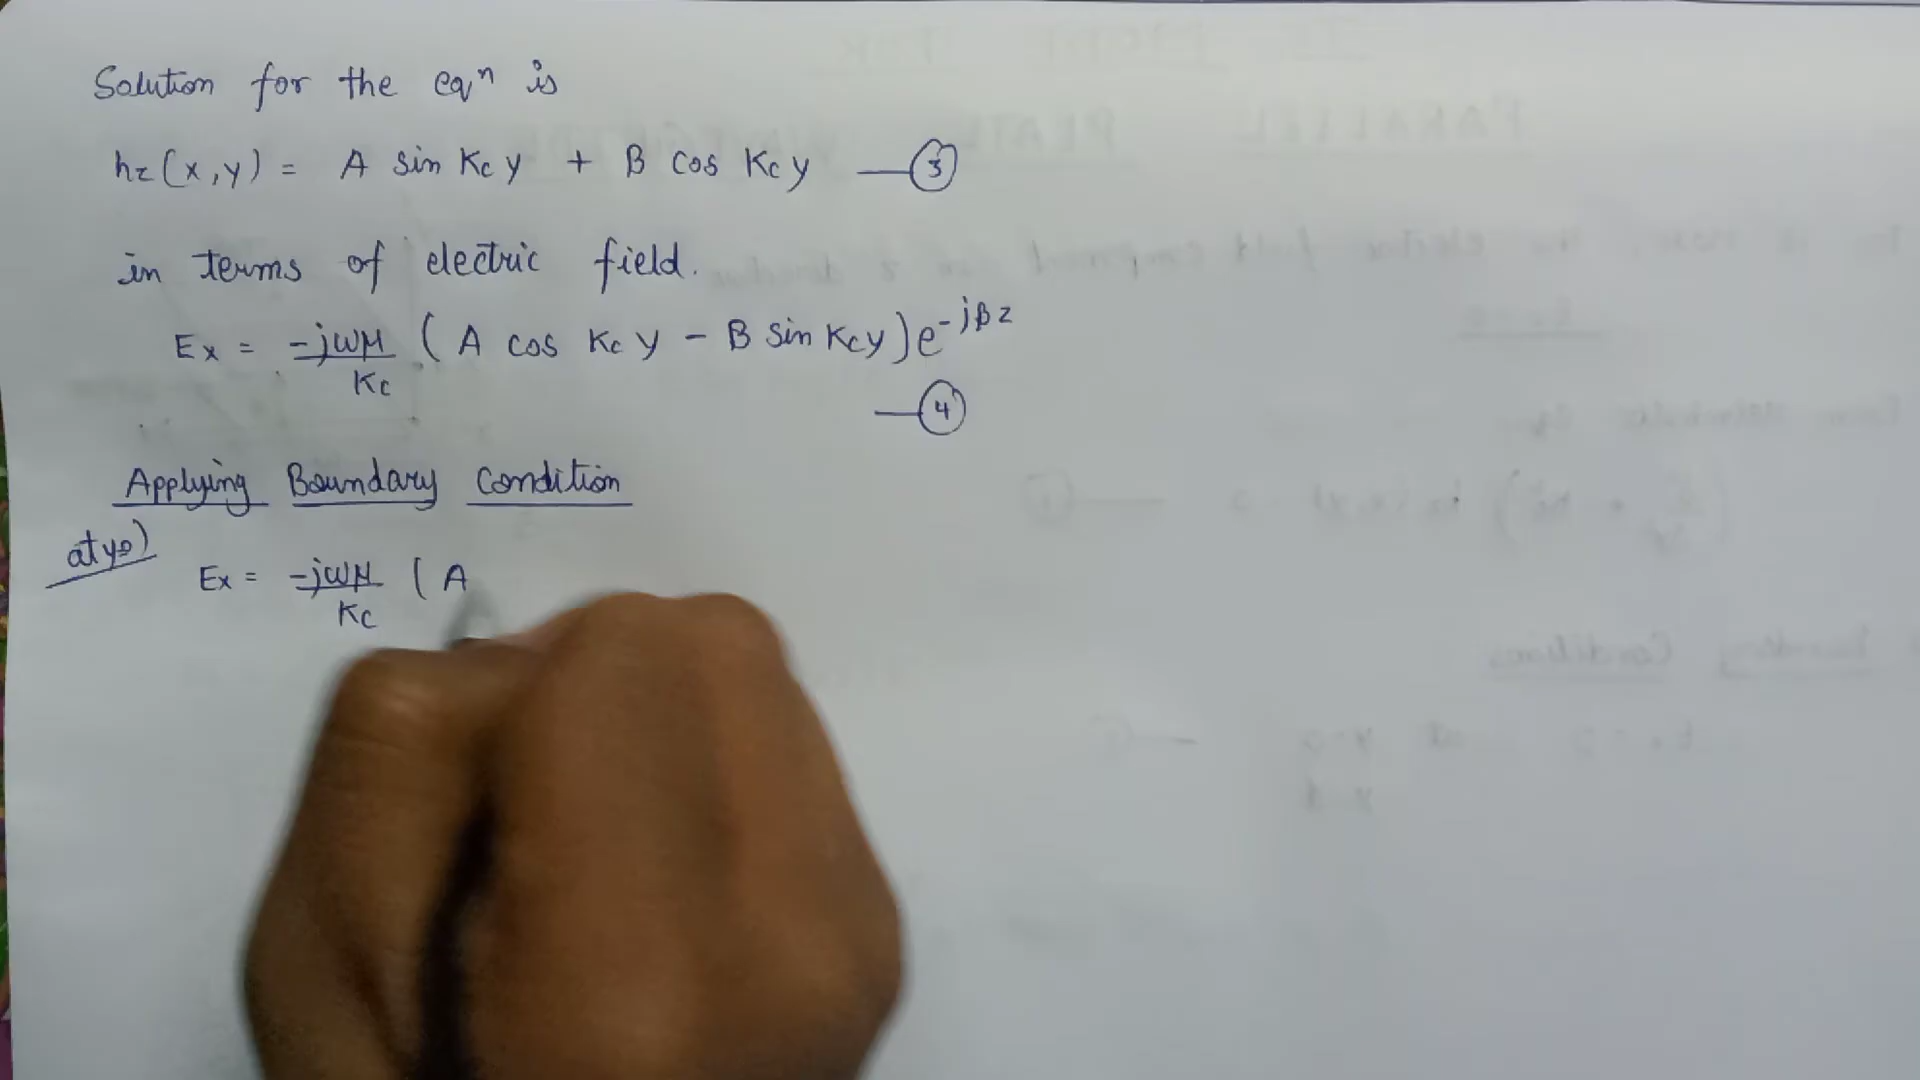 Solution for the eqⁿ is
hz(x,y) = A sin Kc y + B cos Kc y —③
in terms of electric field.
Ex = -jωμ/Kc (A cos Kc y - B sin Kc y) e^-jβz
—④
Applying Boundary Condition
at y=0)
Ex = -jωμ/Kc (A